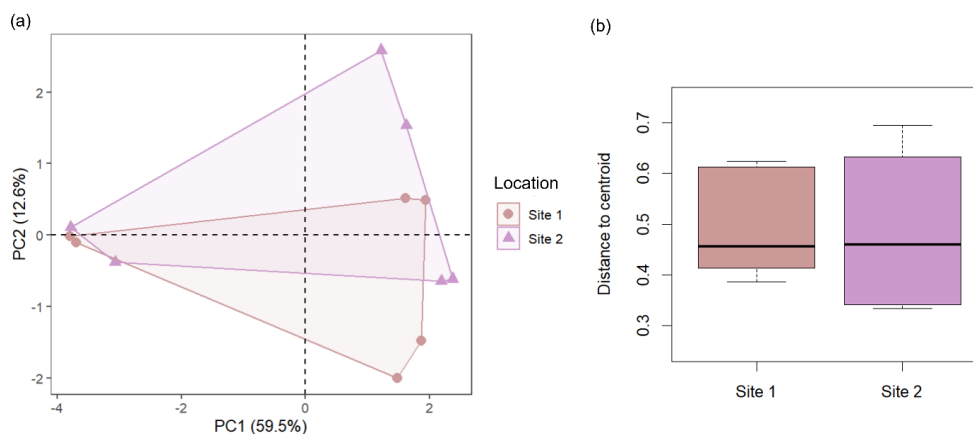 (a)
PC2 (12.6%)
2
1
0
-1
-2
-4
-2
0
2
PC1 (59.5%)
Location
Site 1
Site 2
(b)
Distance to centroid
0.7
0.6
0.5
0.4
0.3
Site 1
Site 2